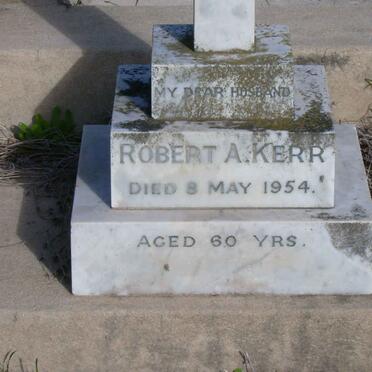 MY DEAR HUSBAND
ROBERT A. KERR
DIED 8 MAY 1954.
AGED 60 YRS.